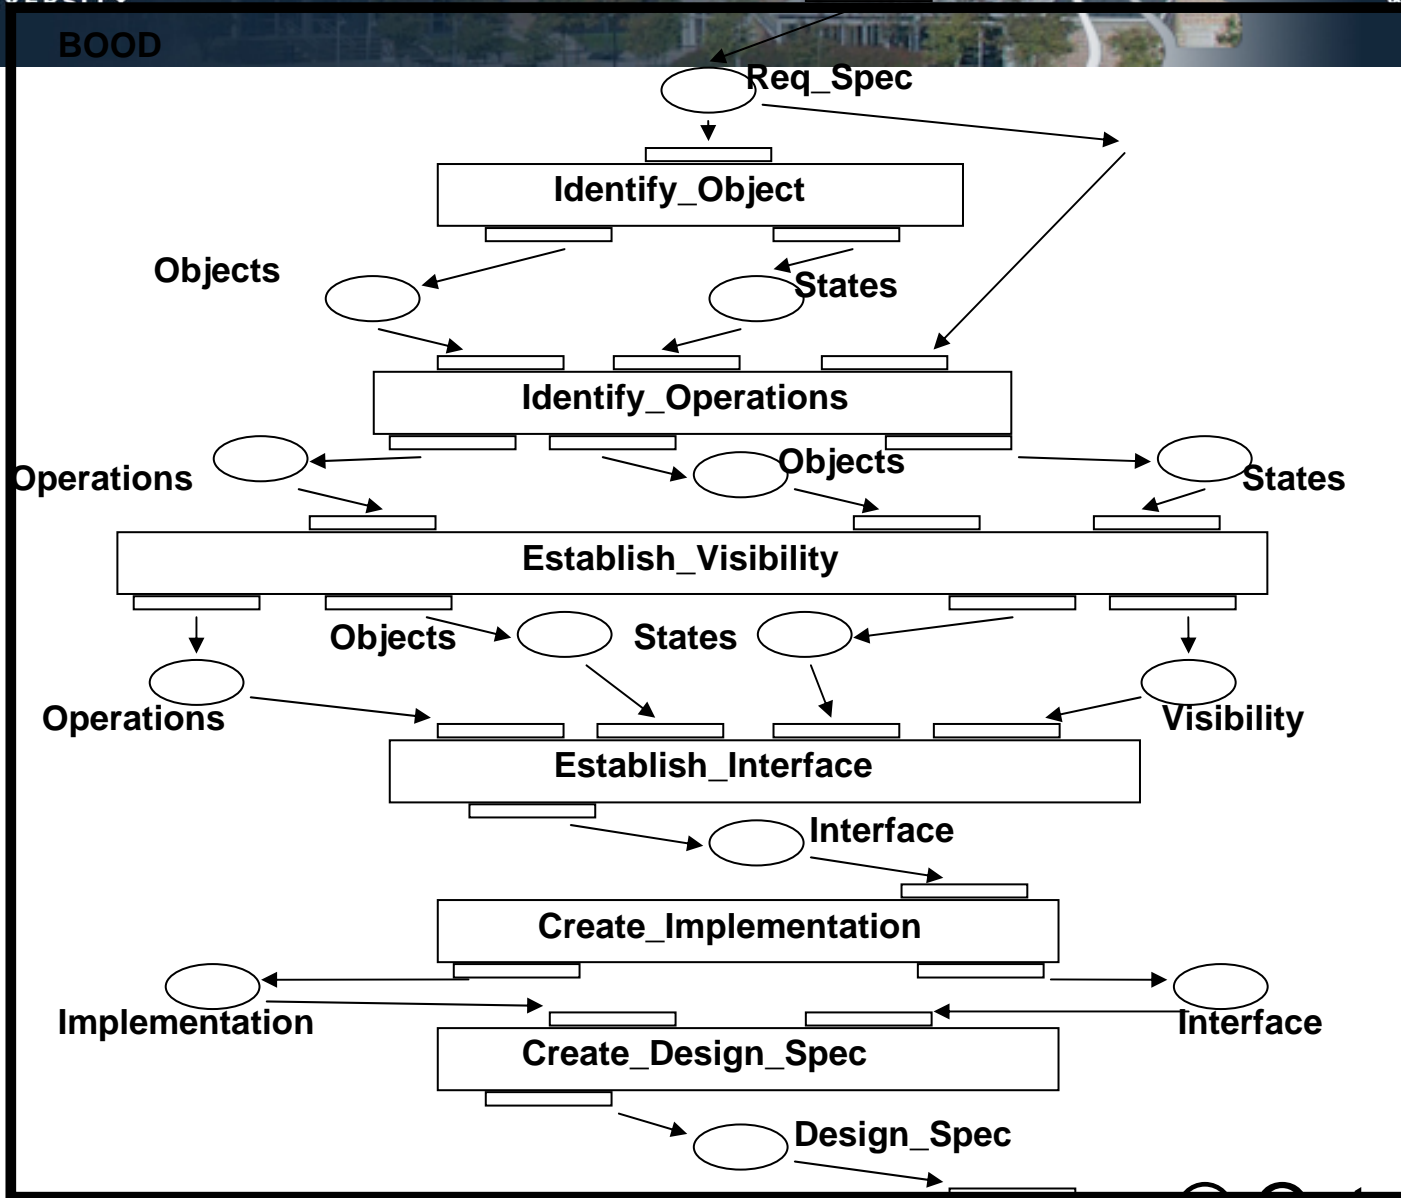 BOOD
Req_Spec
Identify_Object
Objects
States
Identify_Operations
Operations
Objects
States
Establish_Visibility
Objects
States
Operations
Visibility
Establish_Interface
Interface
Create_Implementation
Implementation
Interface
Create_Design_Spec
Design_Spec